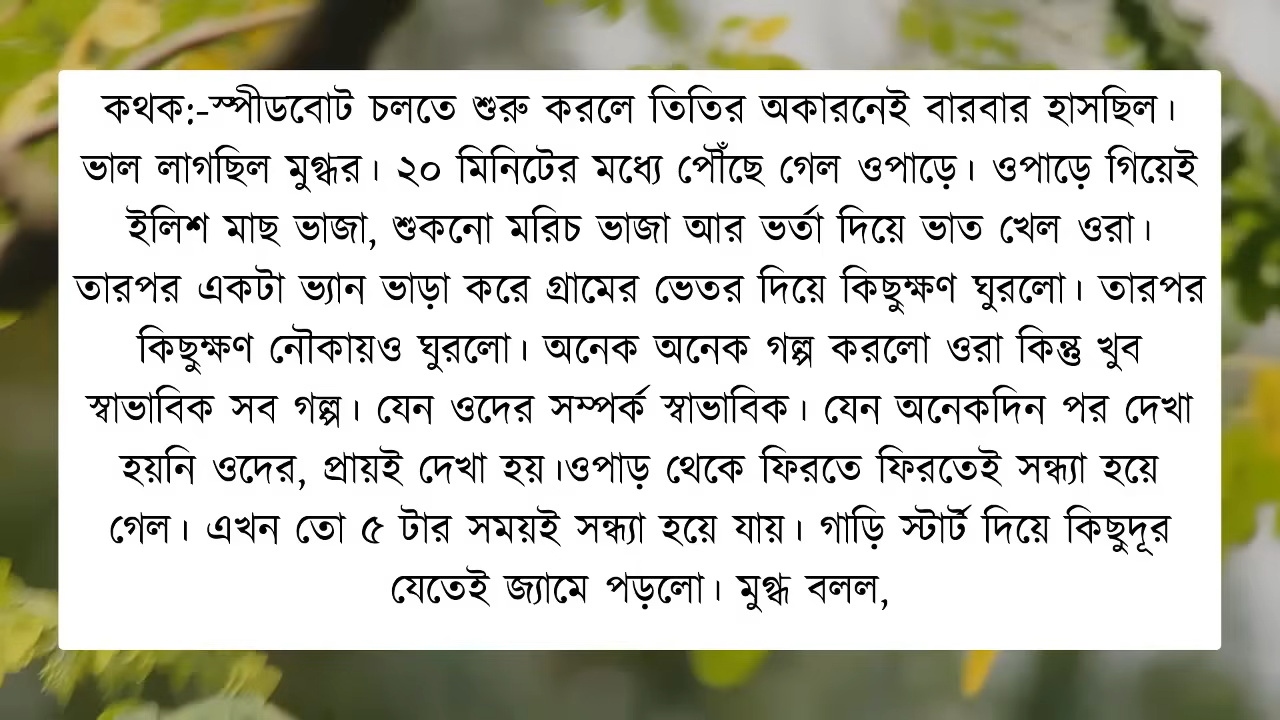 কথক:-স্পীডবোট চলতে শুরু করলে তিতির অকারনেই বারবার হাসছিল।
ভাল লাগছিল মুগ্ধর। ২০ মিনিটের মধ্যে পৌঁছে গেল ওপাড়ে। ওপাড়ে গিয়েই
ইলিশ মাছ ভাজা, শুকনো মরিচ ভাজা আর ভর্তা দিয়ে ভাত খেল ওরা।
তারপর একটা ভ্যান ভাড়া করে গ্রামের ভেতর দিয়ে কিছুক্ষণ ঘুরলো। তারপর
কিছুক্ষণ নৌকায়ও ঘুরলো। অনেক অনেক গল্প করলো ওরা কিন্তু খুব
স্বাভাবিক সব গল্প। যেন ওদের সম্পর্ক স্বাভাবিক। যেন অনেকদিন পর দেখা
হয়নি ওদের, প্রায়ই দেখা হয়।ওপাড় থেকে ফিরতে ফিরতেই সন্ধ্যা হয়ে
গেল। এখন তো ৫ টার সময়ই সন্ধ্যা হয়ে যায়। গাড়ি স্টার্ট দিয়ে কিছুদূর
যেতেই জ্যামে পড়লো। মুগ্ধ বলল,